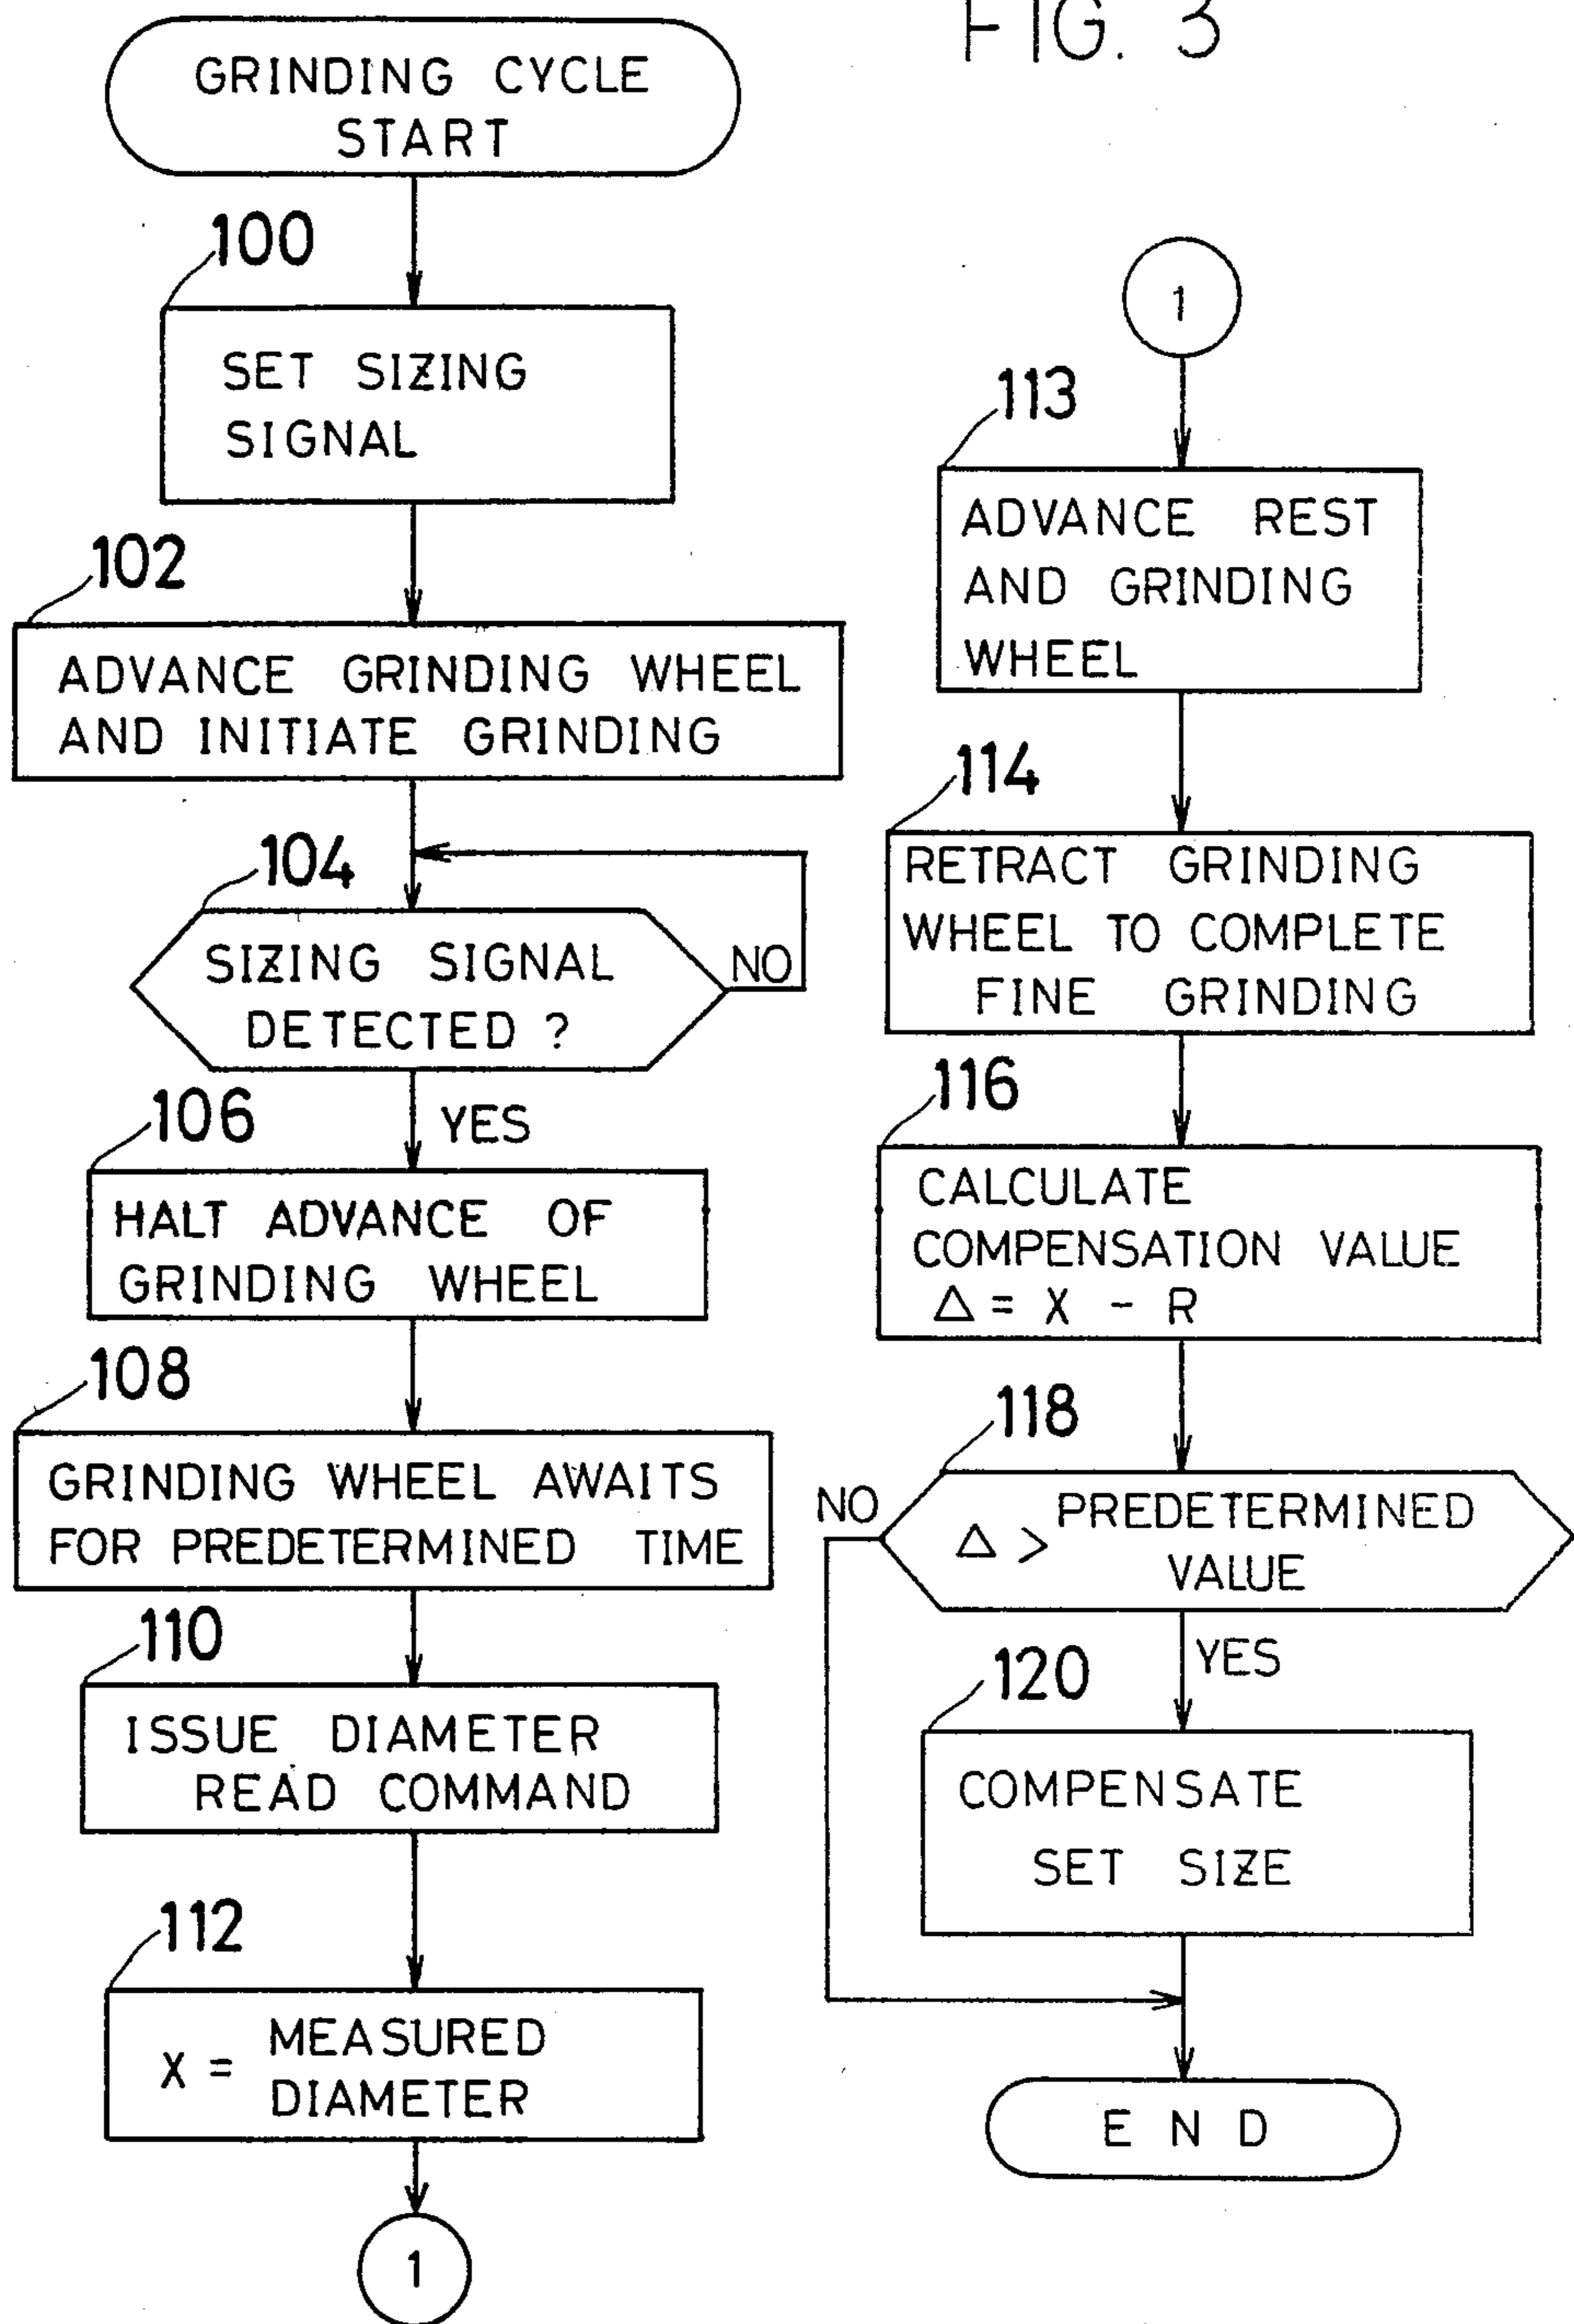 FIG. 3
GRINDING CYCLE
START
100
SET SIZING
SIGNAL
102
ADVANCE GRINDING WHEEL
AND INITIATE GRINDING
104
SIZING SIGNAL
DETECTED ?
NO
YES
106
HALT ADVANCE OF
GRINDING WHEEL
108
GRINDING WHEEL AWAITS
FOR PREDETERMINED TIME
110
ISSUE DIAMETER
READ COMMAND
112
X = MEASURED
DIAMETER
1
1
113
ADVANCE REST
AND GRINDING
WHEEL
114
RETRACT GRINDING
WHEEL TO COMPLETE
FINE GRINDING
116
CALCULATE
COMPENSATION VALUE
Δ = X - R
118
NO
Δ > PREDETERMINED
VALUE
YES
120
COMPENSATE
SET SIZE
END